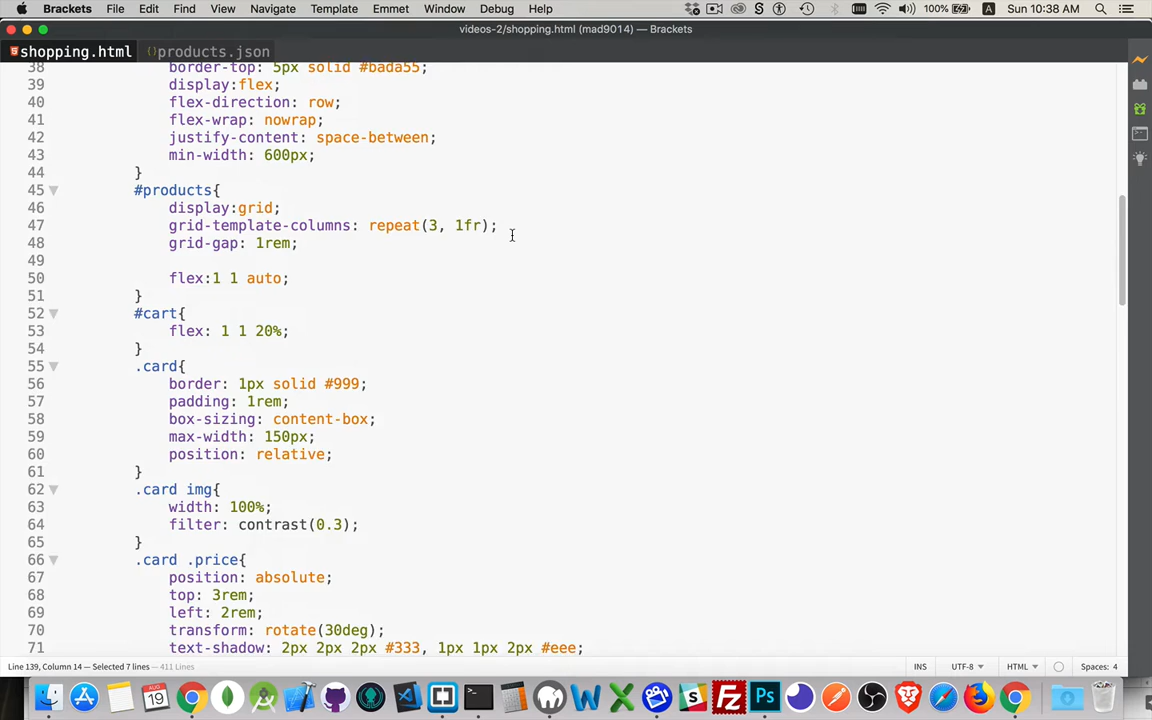 Brackets File Edit Find View Navigate Template Emmet Window Debug Help 100% A Sun 10:38 AM
videos-2/shopping.html (mad9014) — Brackets
shopping.html products.json
38 border-top: 5px solid #bada55;
39 display:flex;
40 flex-direction: row;
41 flex-wrap: nowrap;
42 justify-content: space-between;
43 min-width: 600px;
44 }
45 #products{
46 display:grid;
47 grid-template-columns: repeat(3, 1fr);
48 grid-gap: 1rem;
49
50 flex:1 1 auto;
51 }
52 #cart{
53 flex: 1 1 20%;
54 }
55 .card{
56 border: 1px solid #999;
57 padding: 1rem;
58 box-sizing: content-box;
59 max-width: 150px;
60 position: relative;
61 }
62 .card img{
63 width: 100%;
64 filter: contrast(0.3);
65 }
66 .card .price{
67 position: absolute;
68 top: 3rem;
69 left: 2rem;
70 transform: rotate(30deg);
71 text-shadow: 2px 2px 2px #333, 1px 1px 2px #eee;
Line 139, Column 14 — Selected 7 lines — 411 Lines INS UTF-8 HTML Spaces: 4
AUG
19